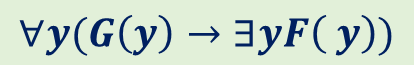 ∀y(G(y) → ∃yF( y))